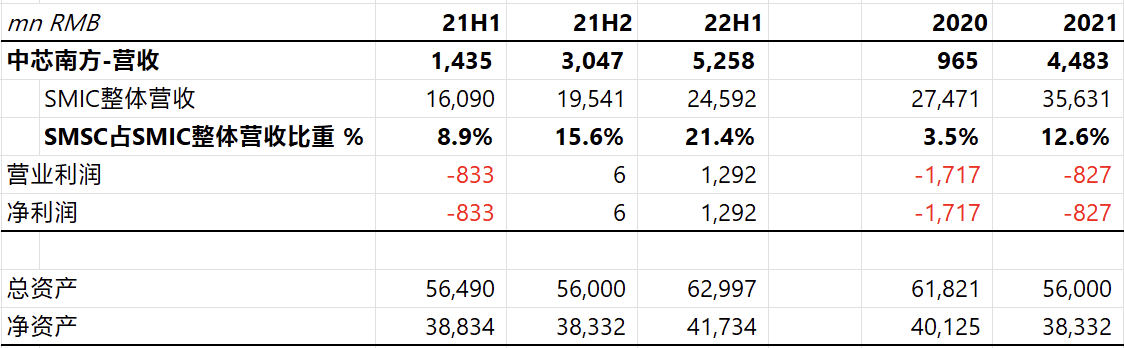 mn RMB 21H1 21H2 22H1 2020 2021
中芯南方-营收 1,435 3,047 5,258 965 4,483
SMIC整体营收 16,090 19,541 24,592 27,471 35,631
SMSC占SMIC整体营收比重 % 8.9% 15.6% 21.4% 3.5% 12.6%
营业利润 -833 6 1,292 -1,717 -827
净利润 -833 6 1,292 -1,717 -827
总资产 56,490 56,000 62,997 61,821 56,000
净资产 38,834 38,332 41,734 40,125 38,332